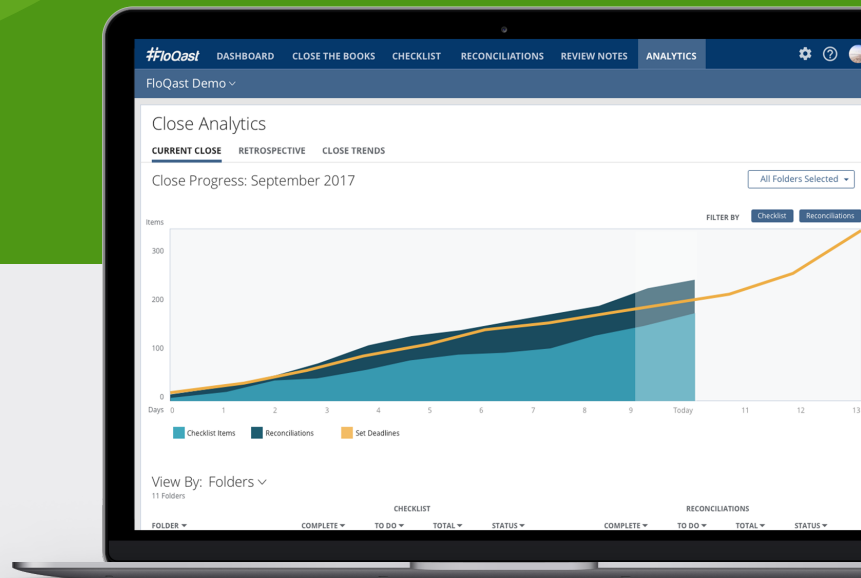 #FloQast DASHBOARD CLOSE THE BOOKS CHECKLIST RECONCILIATIONS REVIEW NOTES ANALYTICS
FloQast Demo
Close Analytics
CURRENT CLOSE RETROSPECTIVE CLOSE TRENDS
Close Progress: September 2017
All Folders Selected
FILTER BY Checklist Reconciliations
Items
300
200
100
0
Days 0 1 2 3 4 5 6 7 8 9 Today 11 12 13
Checklist Items Reconciliations Set Deadlines
View By: Folders
11 Folders
CHECKLIST RECONCILIATIONS
FOLDER COMPLETE TO DO TOTAL STATUS COMPLETE TO DO TOTAL STATUS